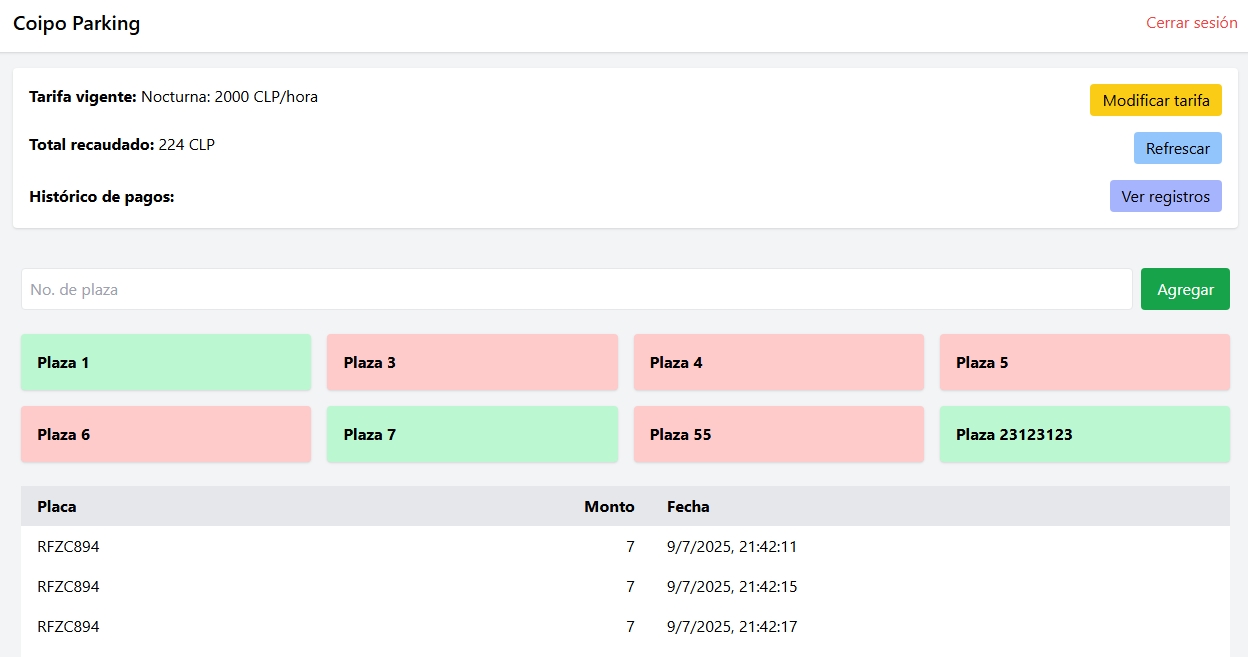 Coipo Parking
Cerrar sesión
Tarifa vigente: Nocturna: 2000 CLP/hora
Modificar tarifa
Total recaudado: 224 CLP
Refrescar
Histórico de pagos:
Ver registros
No. de plaza
Agregar
Plaza 1
Plaza 3
Plaza 4
Plaza 5
Plaza 6
Plaza 7
Plaza 55
Plaza 23123123
Placa Monto Fecha
RFZC894 7 9/7/2025, 21:42:11
RFZC894 7 9/7/2025, 21:42:15
RFZC894 7 9/7/2025, 21:42:17